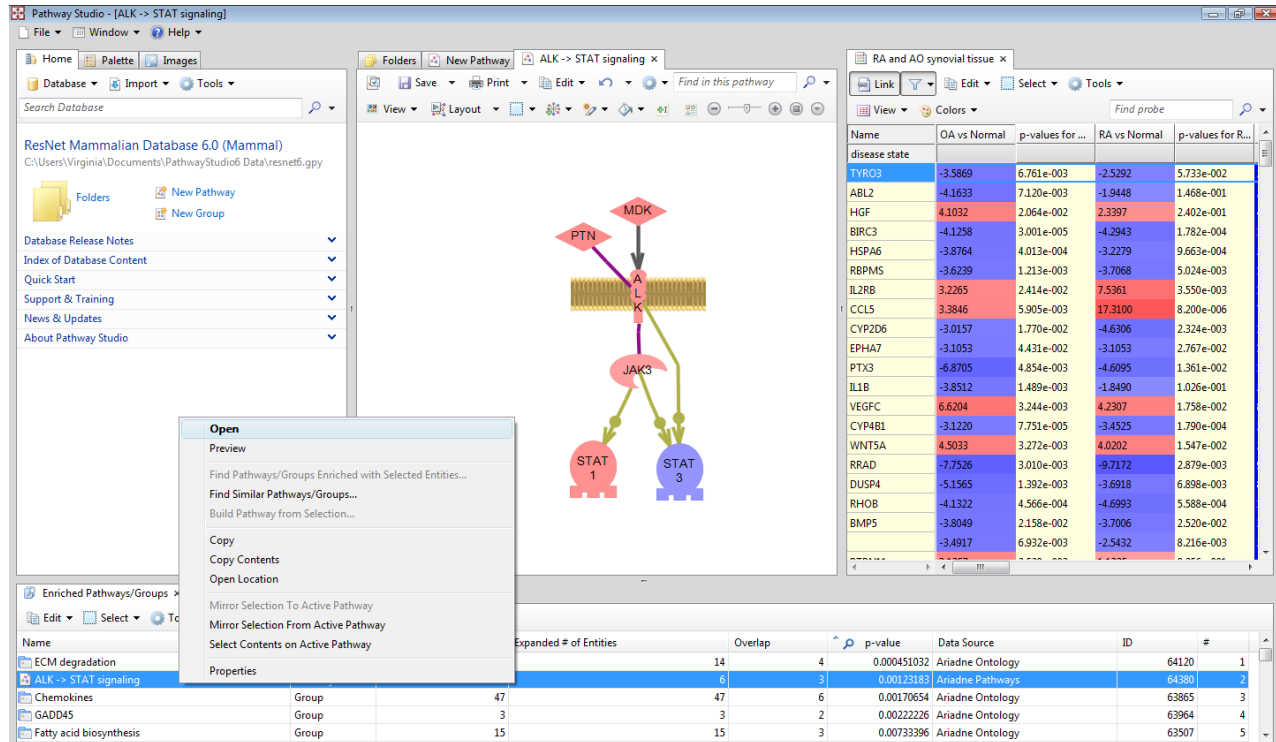 Pathway Studio - [ALK -> STAT signaling]
File Window Help
Home Palette Images
Database Import Tools
Search Database
ResNet Mammalian Database 6.0 (Mammal)
C:\Users\Virginia\Documents\PathwayStudio6 Data\resnet6.gpy
Folders
New Pathway
New Group
Database Release Notes
Index of Database Content
Quick Start
Support & Training
News & Updates
About Pathway Studio
Folders New Pathway ALK -> STAT signaling
Save Print Edit Find in this pathway
View Layout
MDK
PTN
A
L
K
JAK3
STAT
1
STAT
3
RA and AO synovial tissue
Link Edit Select Tools
View Colors Find probe
Name OA vs Normal p-values for ... RA vs Normal p-values for R...
disease state
TYRO3 -3.5869 6.761e-003 -2.5292 5.733e-002
ABL2 -4.1633 7.120e-003 -1.9448 1.468e-001
HGF 4.1032 2.064e-002 2.3397 2.402e-001
BIRC3 -4.1258 3.001e-005 -4.2943 1.782e-004
HSPA6 -3.8764 4.013e-004 -3.2279 9.663e-004
RBPMS -3.6239 1.213e-003 -3.7068 5.024e-003
IL2RB 3.2265 2.414e-002 7.5361 3.550e-003
CCL5 3.3846 5.905e-003 17.3100 8.200e-006
CYP2D6 -3.0157 1.770e-002 -4.6306 2.324e-003
EPHA7 -3.1053 4.431e-002 -3.1053 2.767e-002
PTX3 -6.8705 4.854e-003 -4.6095 1.361e-002
IL1B -3.8512 1.489e-003 -1.8490 1.026e-001
VEGFC 6.6204 3.244e-003 4.2307 1.758e-002
CYP4B1 -3.1220 7.751e-005 -3.4525 1.790e-004
WNT5A 4.5033 3.272e-003 4.0202 1.547e-002
RRAD -7.7526 3.010e-003 -9.7172 2.879e-003
DUSP4 -5.1565 1.392e-003 -3.6918 6.898e-003
RHOB -4.1322 4.566e-004 -4.6993 5.588e-004
BMP5 -3.8049 2.158e-002 -3.7006 2.520e-002
-3.4917 6.932e-003 -2.5432 8.216e-003
Open
Preview
Find Pathways/Groups Enriched with Selected Entities...
Find Similar Pathways/Groups...
Build Pathway from Selection...
Copy
Copy Contents
Open Location
Mirror Selection To Active Pathway
Mirror Selection From Active Pathway
Select Contents on Active Pathway
Properties
Enriched Pathways/Groups
Edit Select
Name Expanded # of Entities Overlap p-value Data Source ID #
ECM degradation 14 4 0.000451032 Ariadne Ontology 64120 1
ALK -> STAT signaling 6 3 0.00123183 Ariadne Pathways 64380 2
Chemokines Group 47 47 6 0.00170654 Ariadne Ontology 63865 3
GADD45 Group 3 3 2 0.00222226 Ariadne Ontology 63964 4
Fatty acid biosynthesis Group 15 15 3 0.00733396 Ariadne Ontology 63507 5